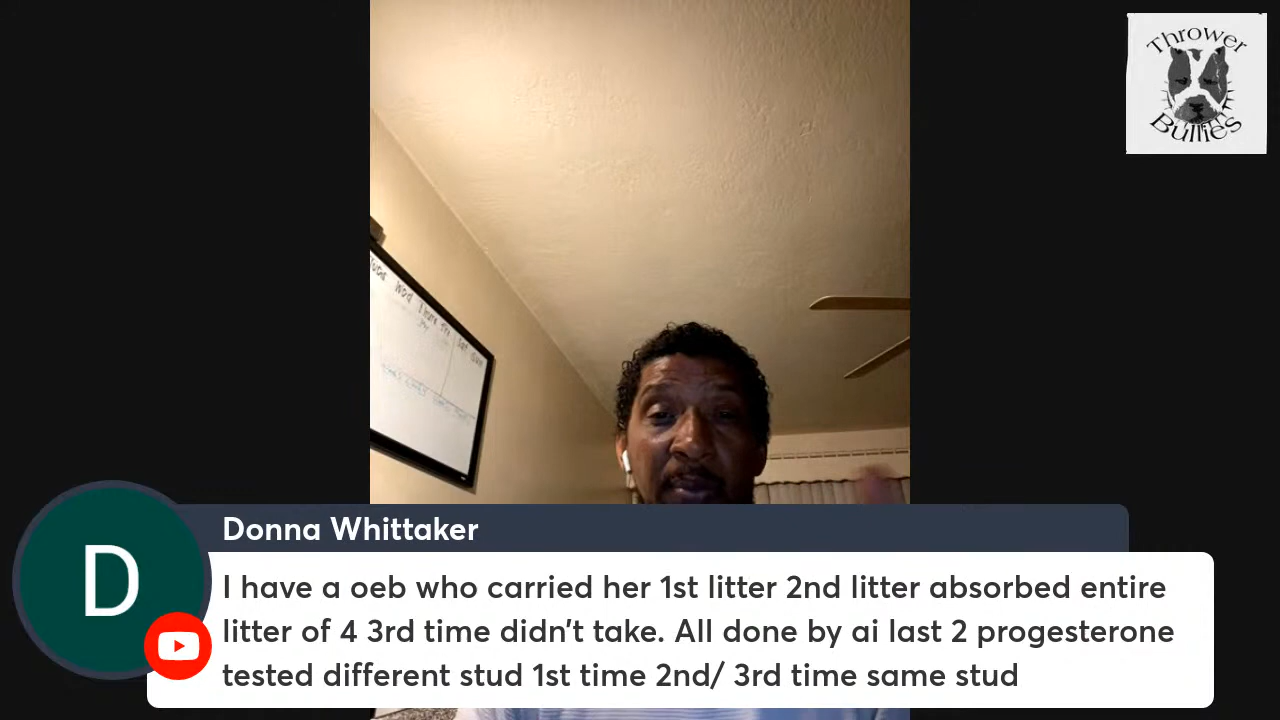 Thrower
Bullies
Donna Whittaker
D
I have a oeb who carried her 1st litter 2nd litter absorbed entire
litter of 4 3rd time didn't take. All done by ai last 2 progesterone
tested different stud 1st time 2nd/ 3rd time same stud